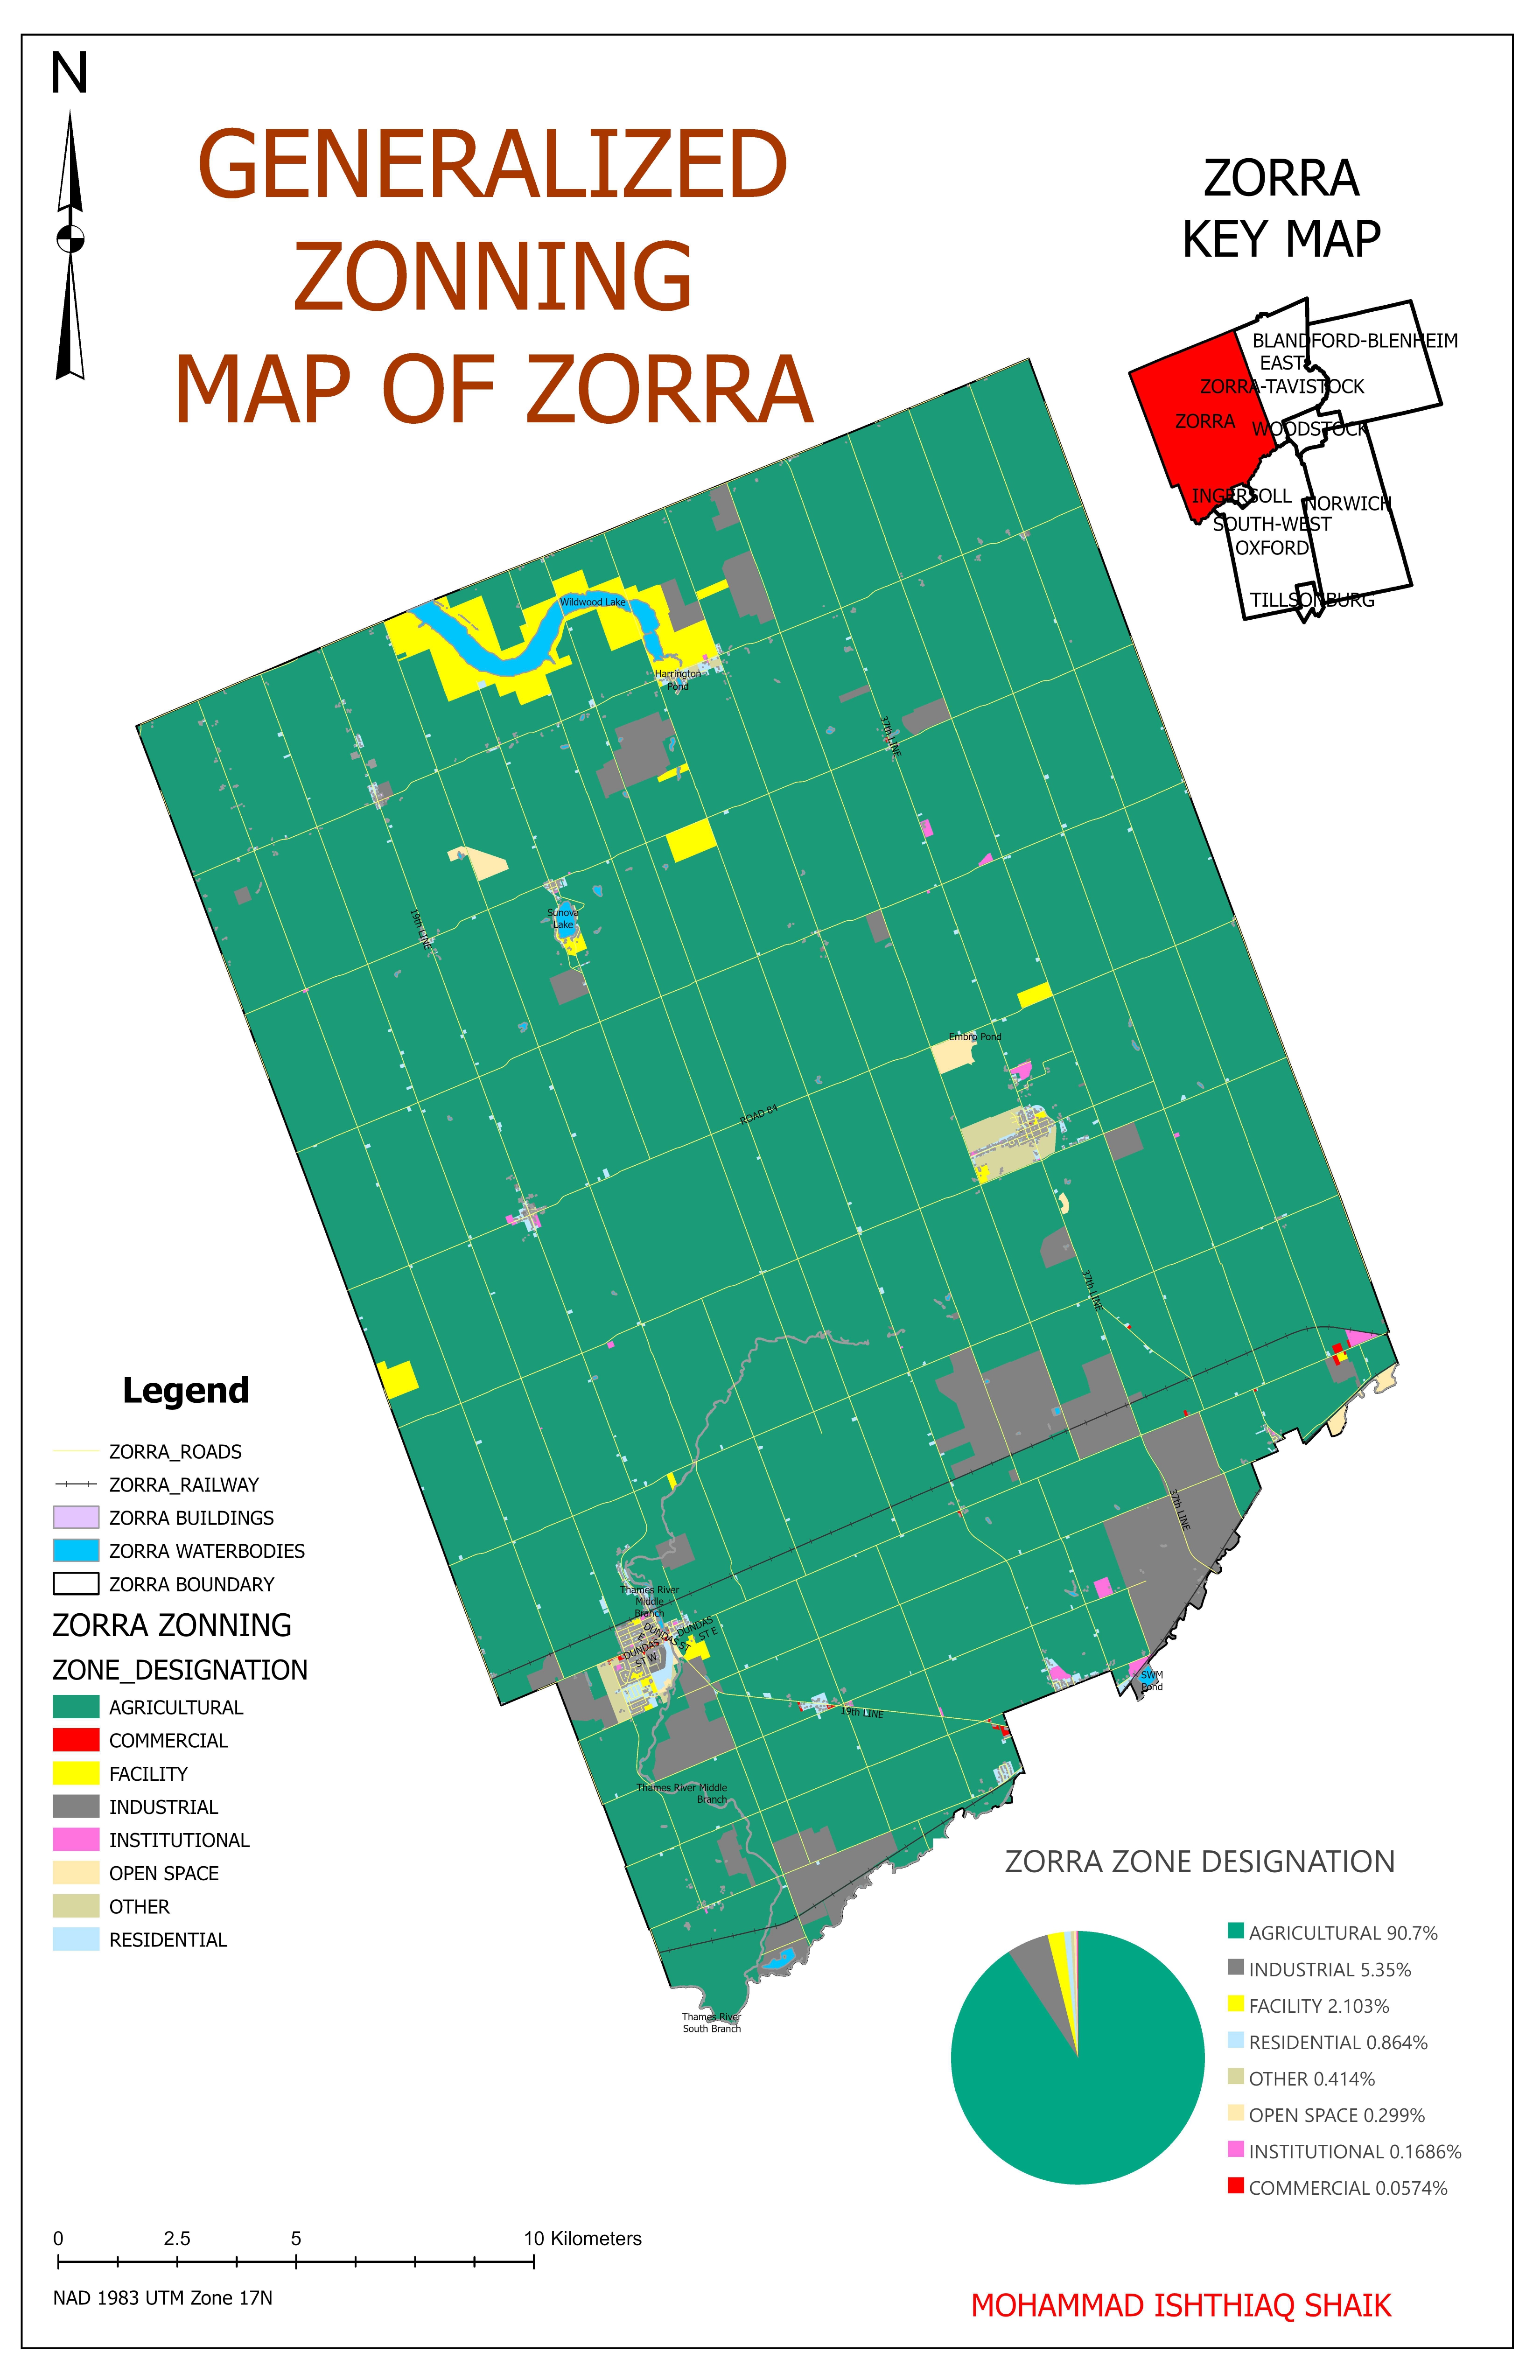 N
GENERALIZED
ZONNING
MAP OF ZORRA
ZORRA
KEY MAP
BLANDFORD-BLENHEIM
EAST
ZORRA-TAVISTOCK
ZORRA
WOODSTOCK
INGERSOLL
NORWICH
SOUTH-WEST
OXFORD
TILLSONBURG
Wildwood Lake
Harrington
Pond
37th LINE
19th LINE
Sunova
Lake
Embro Pond
ROAD 84
37th LINE
37th LINE
Thames River
Middle
Branch
DUNDAS
ST E
DUNDAS ST
E
DUNDAS
ST W
SWM
Pond
19th LINE
Thames River Middle
Branch
Thames River
South Branch
Legend
ZORRA_ROADS
ZORRA_RAILWAY
ZORRA BUILDINGS
ZORRA WATERBODIES
ZORRA BOUNDARY
ZORRA ZONNING
ZONE_DESIGNATION
AGRICULTURAL
COMMERCIAL
FACILITY
INDUSTRIAL
INSTITUTIONAL
OPEN SPACE
OTHER
RESIDENTIAL
ZORRA ZONE DESIGNATION
AGRICULTURAL 90.7%
INDUSTRIAL 5.35%
FACILITY 2.103%
RESIDENTIAL 0.864%
OTHER 0.414%
OPEN SPACE 0.299%
INSTITUTIONAL 0.1686%
COMMERCIAL 0.0574%
0 2.5 5 10 Kilometers
NAD 1983 UTM Zone 17N
MOHAMMAD ISHTHIAQ SHAIK